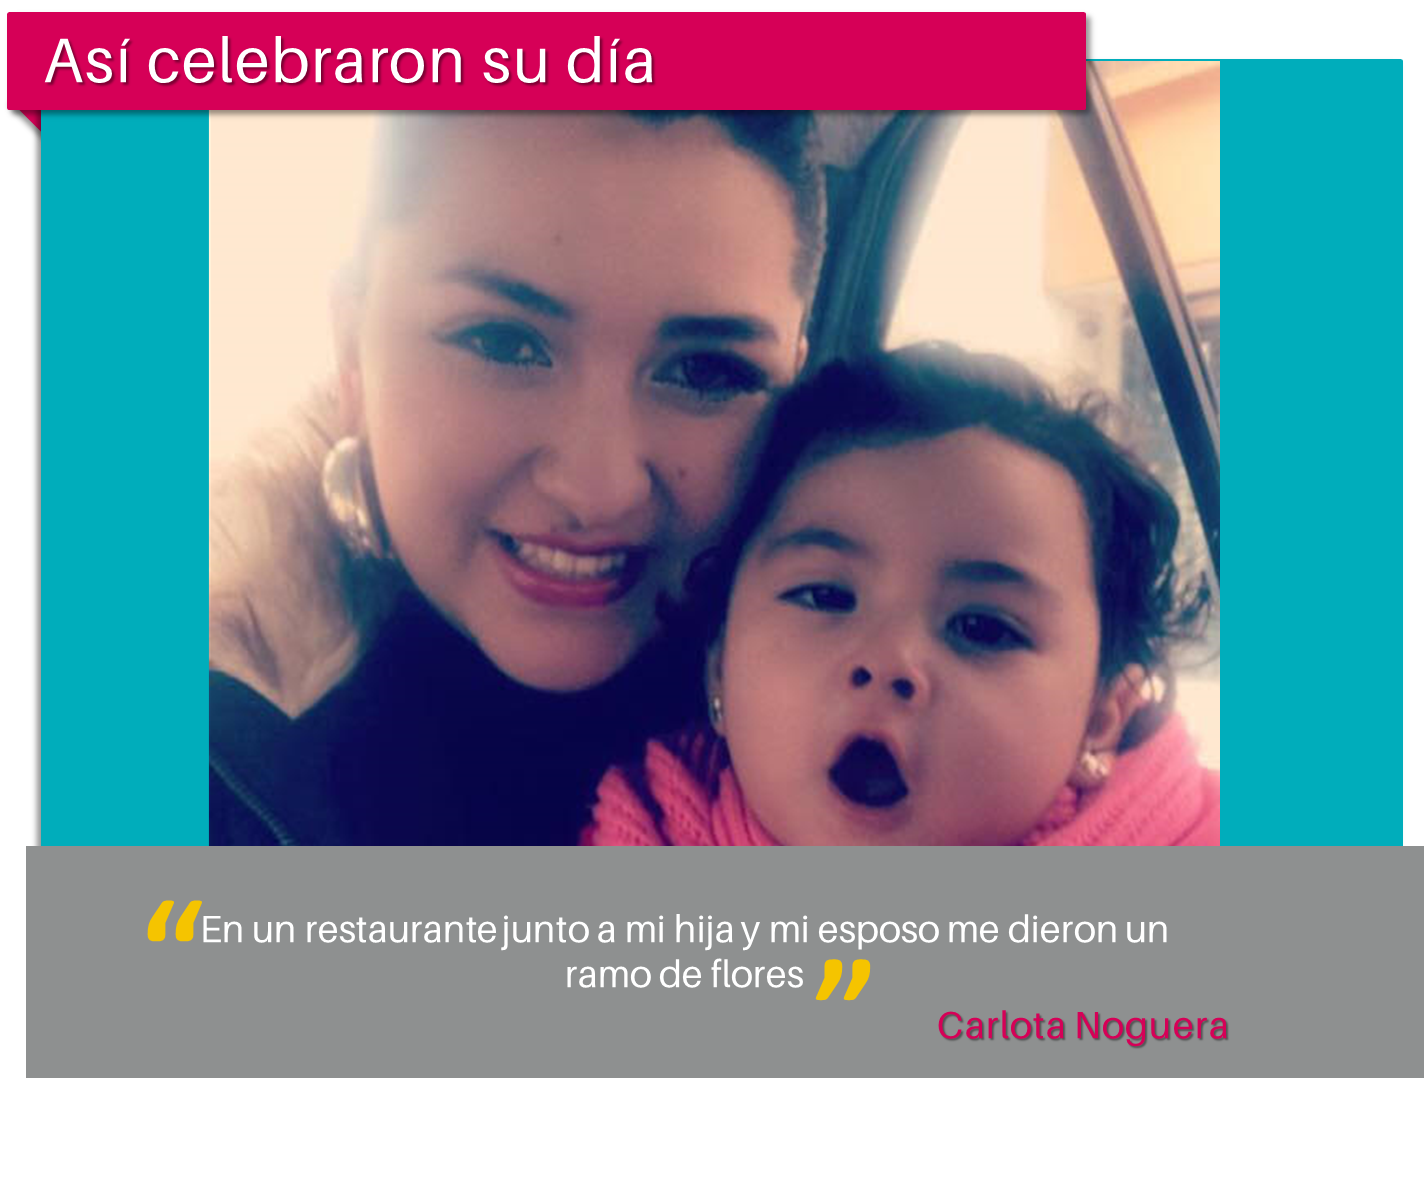 Así celebraron su día
“En un restaurante junto a mi hija y mi esposo me dieron un
ramo de flores ”
Carlota Noguera